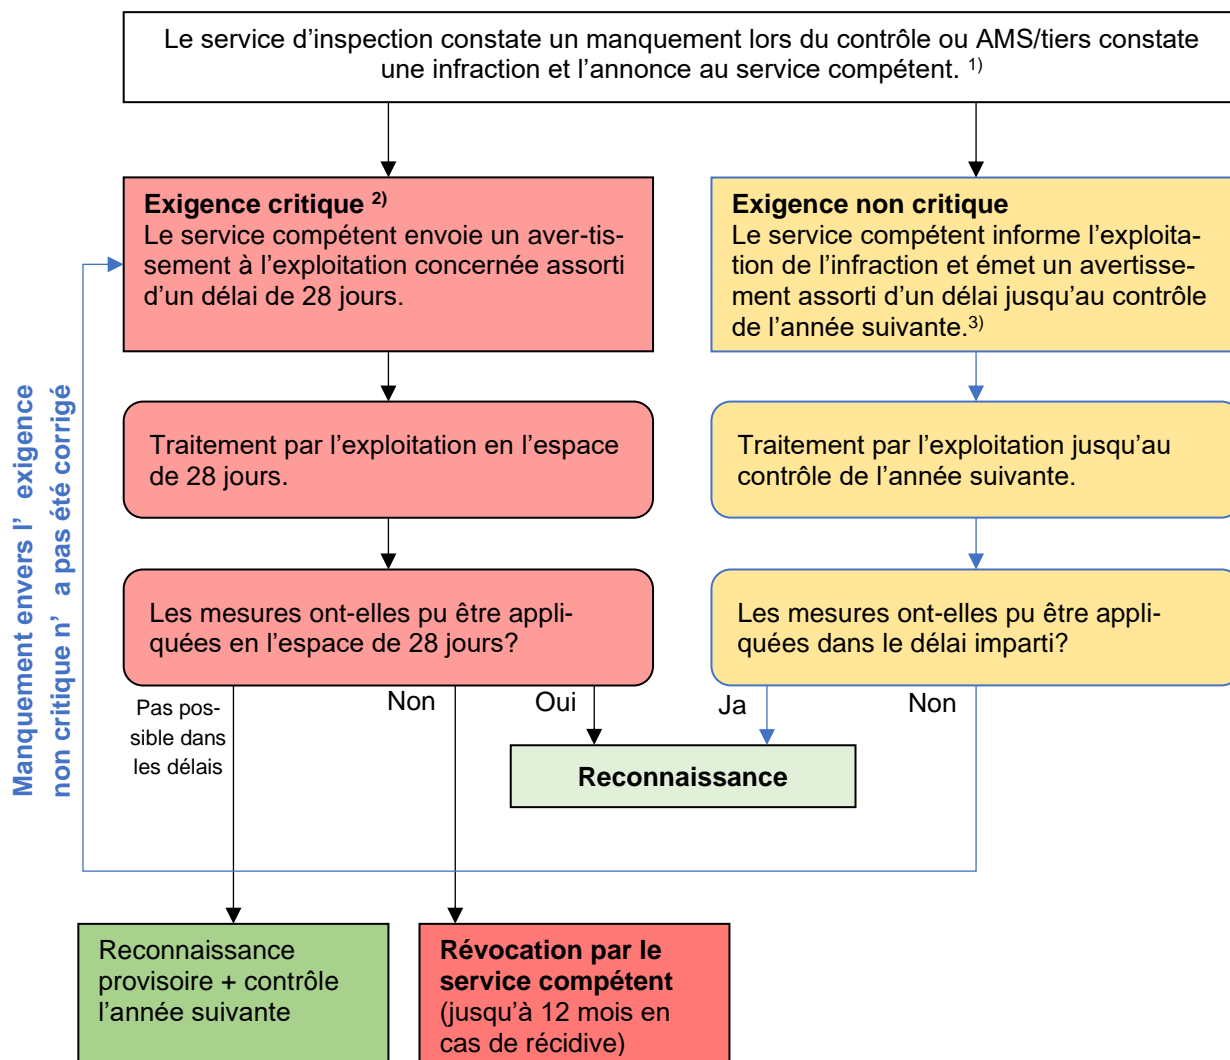 Le service d’inspection constate un manquement lors du contrôle ou AMS/tiers constate
une infraction et l’annonce au service compétent. 1)
Exigence critique 2)
Le service compétent envoie un aver-tis-
sement à l’exploitation concernée assorti
d’un délai de 28 jours.
Exigence non critique
Le service compétent informe l’exploita-
tion de l’infraction et émet un avertisse-
ment assorti d’un délai jusqu’au contrôle
de l’année suivante.3)
Manquement envers l’ exigence
non critique n’ a pas été corrigé
Traitement par l’exploitation en l’espace
de 28 jours.
Traitement par l’exploitation jusqu’au
contrôle de l’année suivante.
Les mesures ont-elles pu être appli-
quées en l’espace de 28 jours?
Les mesures ont-elles pu être appli-
quées dans le délai imparti?
Pas pos-
sible dans
les délais
Non
Oui
Ja
Non
Reconnaissance
Reconnaissance
provisoire + contrôle
l’année suivante
Révocation par le
service compétent
(jusqu’à 12 mois en
cas de récidive)